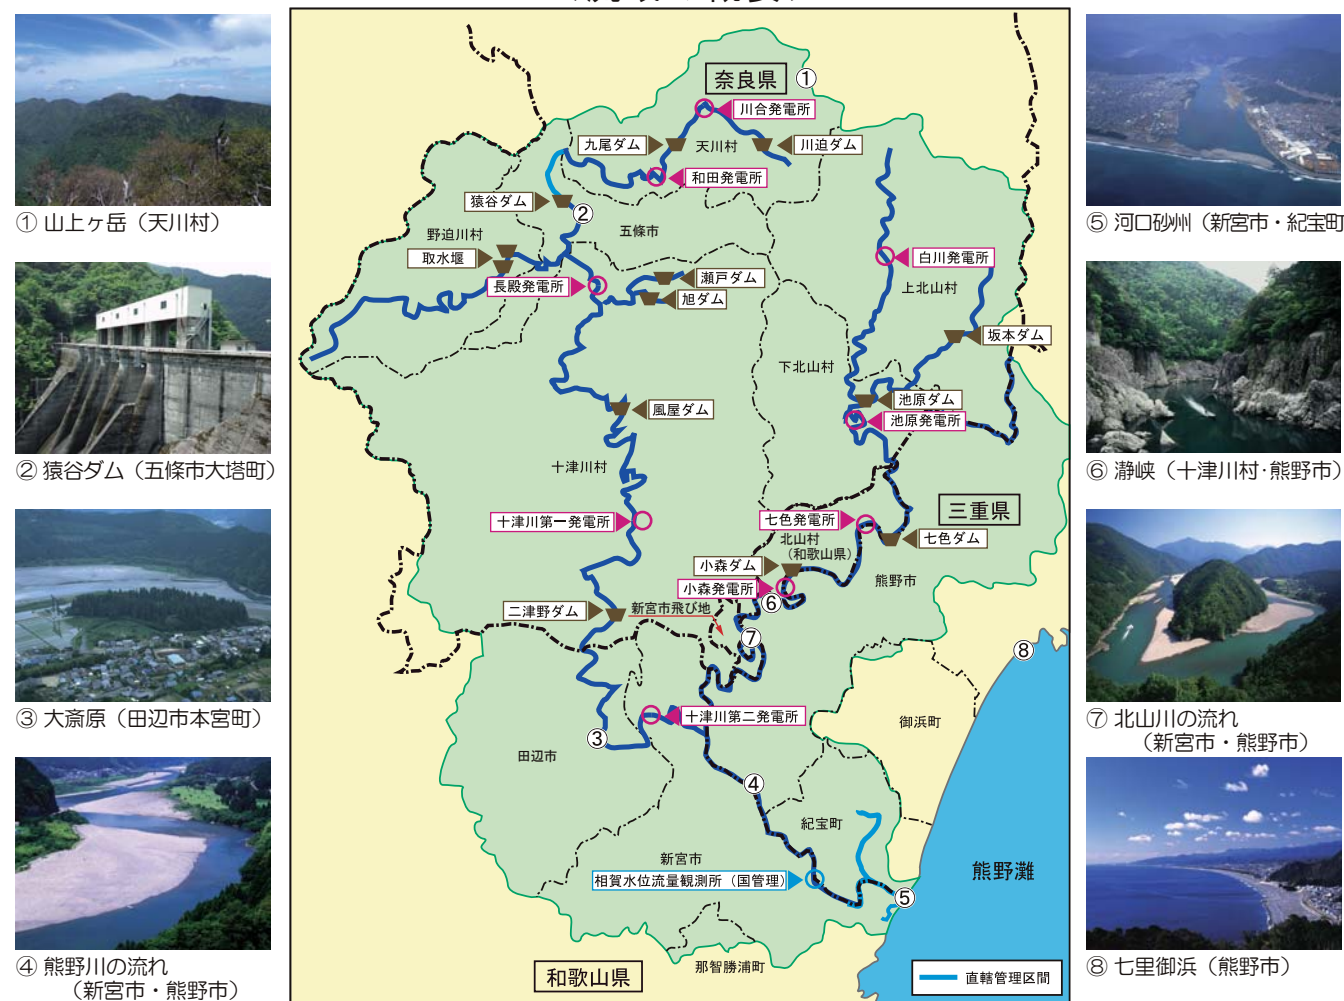 ① 山上ヶ岳（天川村）
② 猿谷ダム（五條市大塔町）
③ 大斎原（田辺市本宮町）
④ 熊野川の流れ
（新宮市・熊野市）
奈良県
①
川合発電所
九尾ダム
天川村
川迫ダム
和田発電所
猿谷ダム
②
五條市
野迫川村
取水堰
長殿発電所
瀬戸ダム
旭ダム
白川発電所
上北山村
坂本ダム
下北山村
池原ダム
池原発電所
風屋ダム
十津川村
十津川第一発電所
七色発電所
三重県
北山村
（和歌山県）
七色ダム
小森ダム
熊野市
小森発電所
⑥
二津野ダム
新宮市飛び地
⑦
⑧
御浜町
十津川第二発電所
③
田辺市
④
紀宝町
新宮市
熊野灘
相賀水位流量観測所（国管理）
⑤
那智勝浦町
和歌山県
直轄管理区間
⑤ 河口砂州（新宮市・紀宝町
⑥ 瀞峡（十津川村・熊野市）
⑦ 北山川の流れ
（新宮市・熊野市）
⑧ 七里御浜（熊野市）